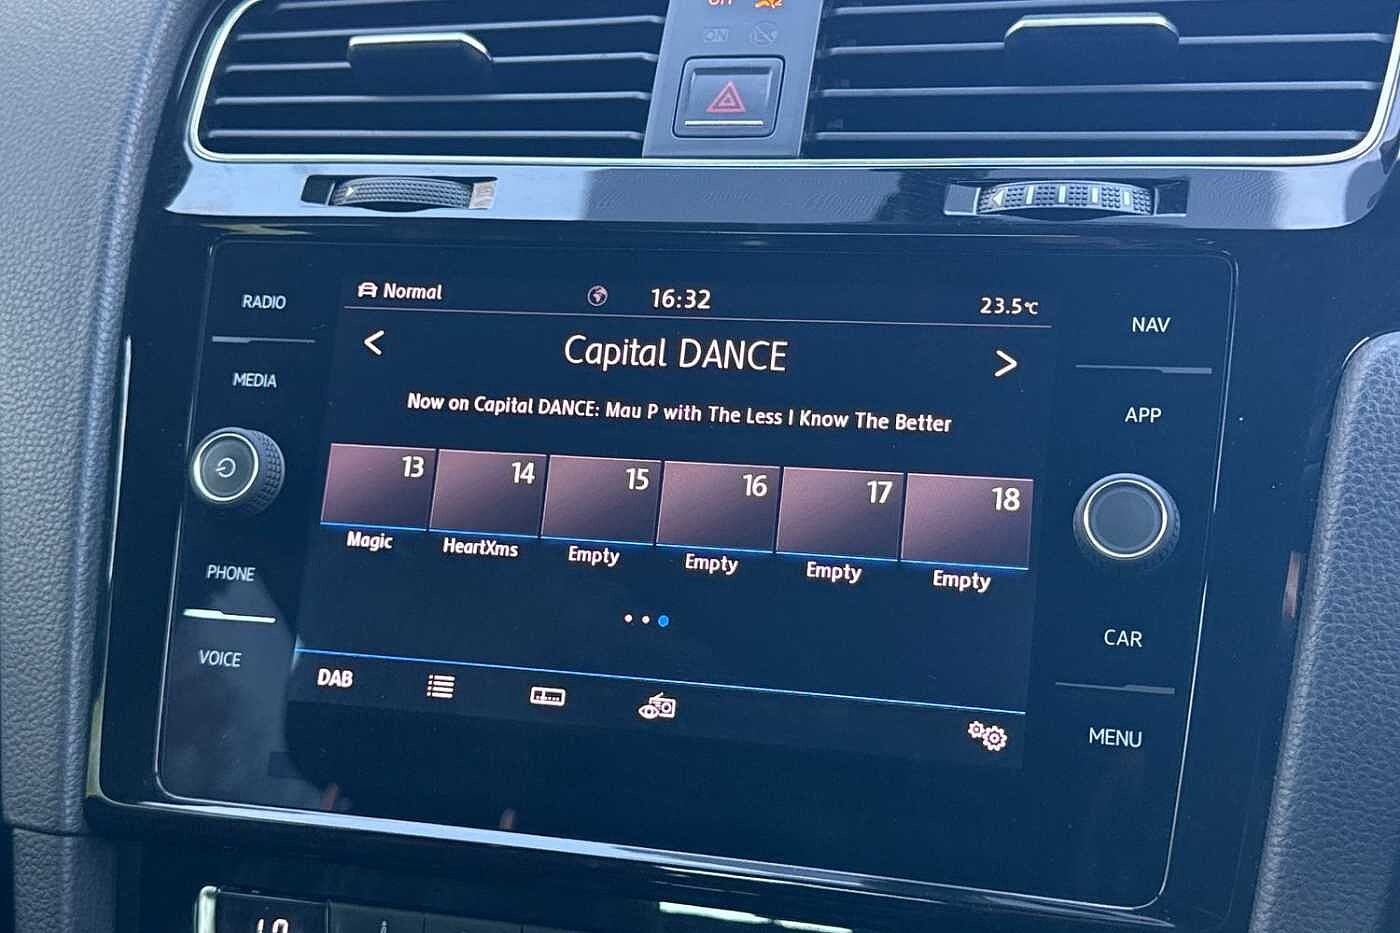 OFF
ON
RADIO
MEDIA
PHONE
VOICE
Normal
16:32
23.5°C
< Capital DANCE >
Now on Capital DANCE: Mau P with The Less I Know The Better
13 14 15 16 17 18
Magic HeartXms Empty Empty Empty Empty
DAB
NAV
APP
CAR
MENU